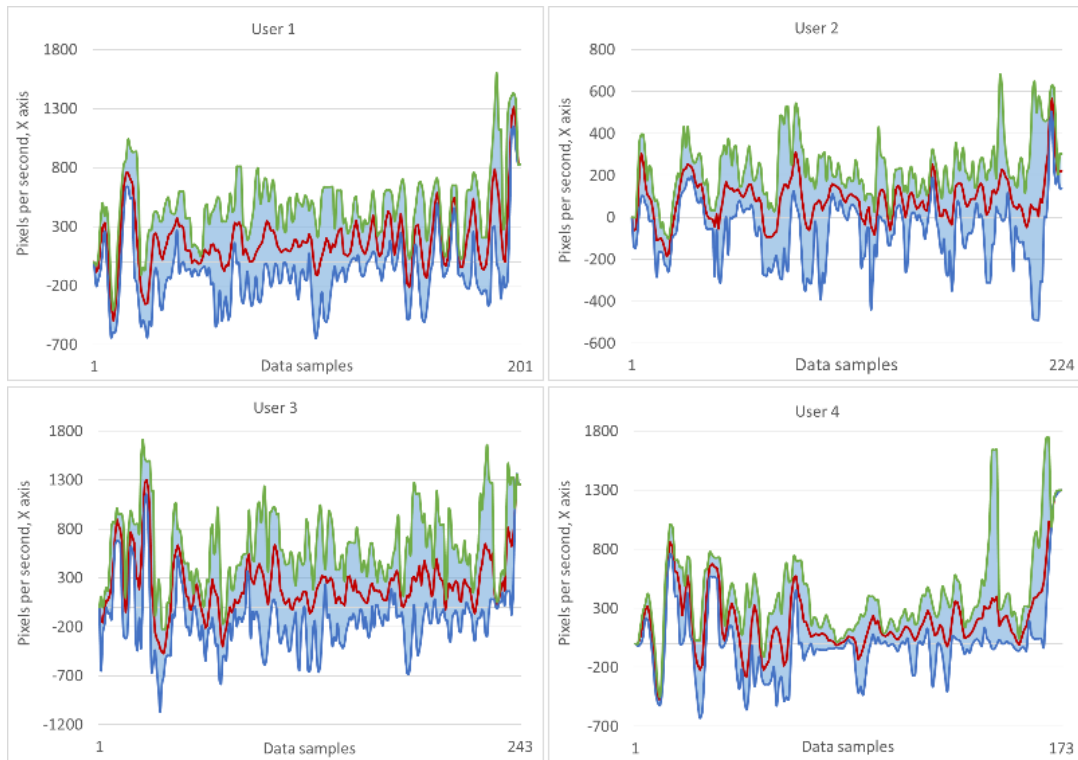 User 1
Pixels per second, X axis
1800
1300
800
300
-200
-700
1
Data samples
201
User 2
Pixels per second, X axis
800
600
400
200
0
-200
-400
-600
1
Data samples
224
User 3
Pixels per second, X axis
1800
1300
800
300
-200
-700
-1200
1
Data samples
243
User 4
Pixels per second, X axis
1800
1300
800
300
-200
-700
1
Data samples
173